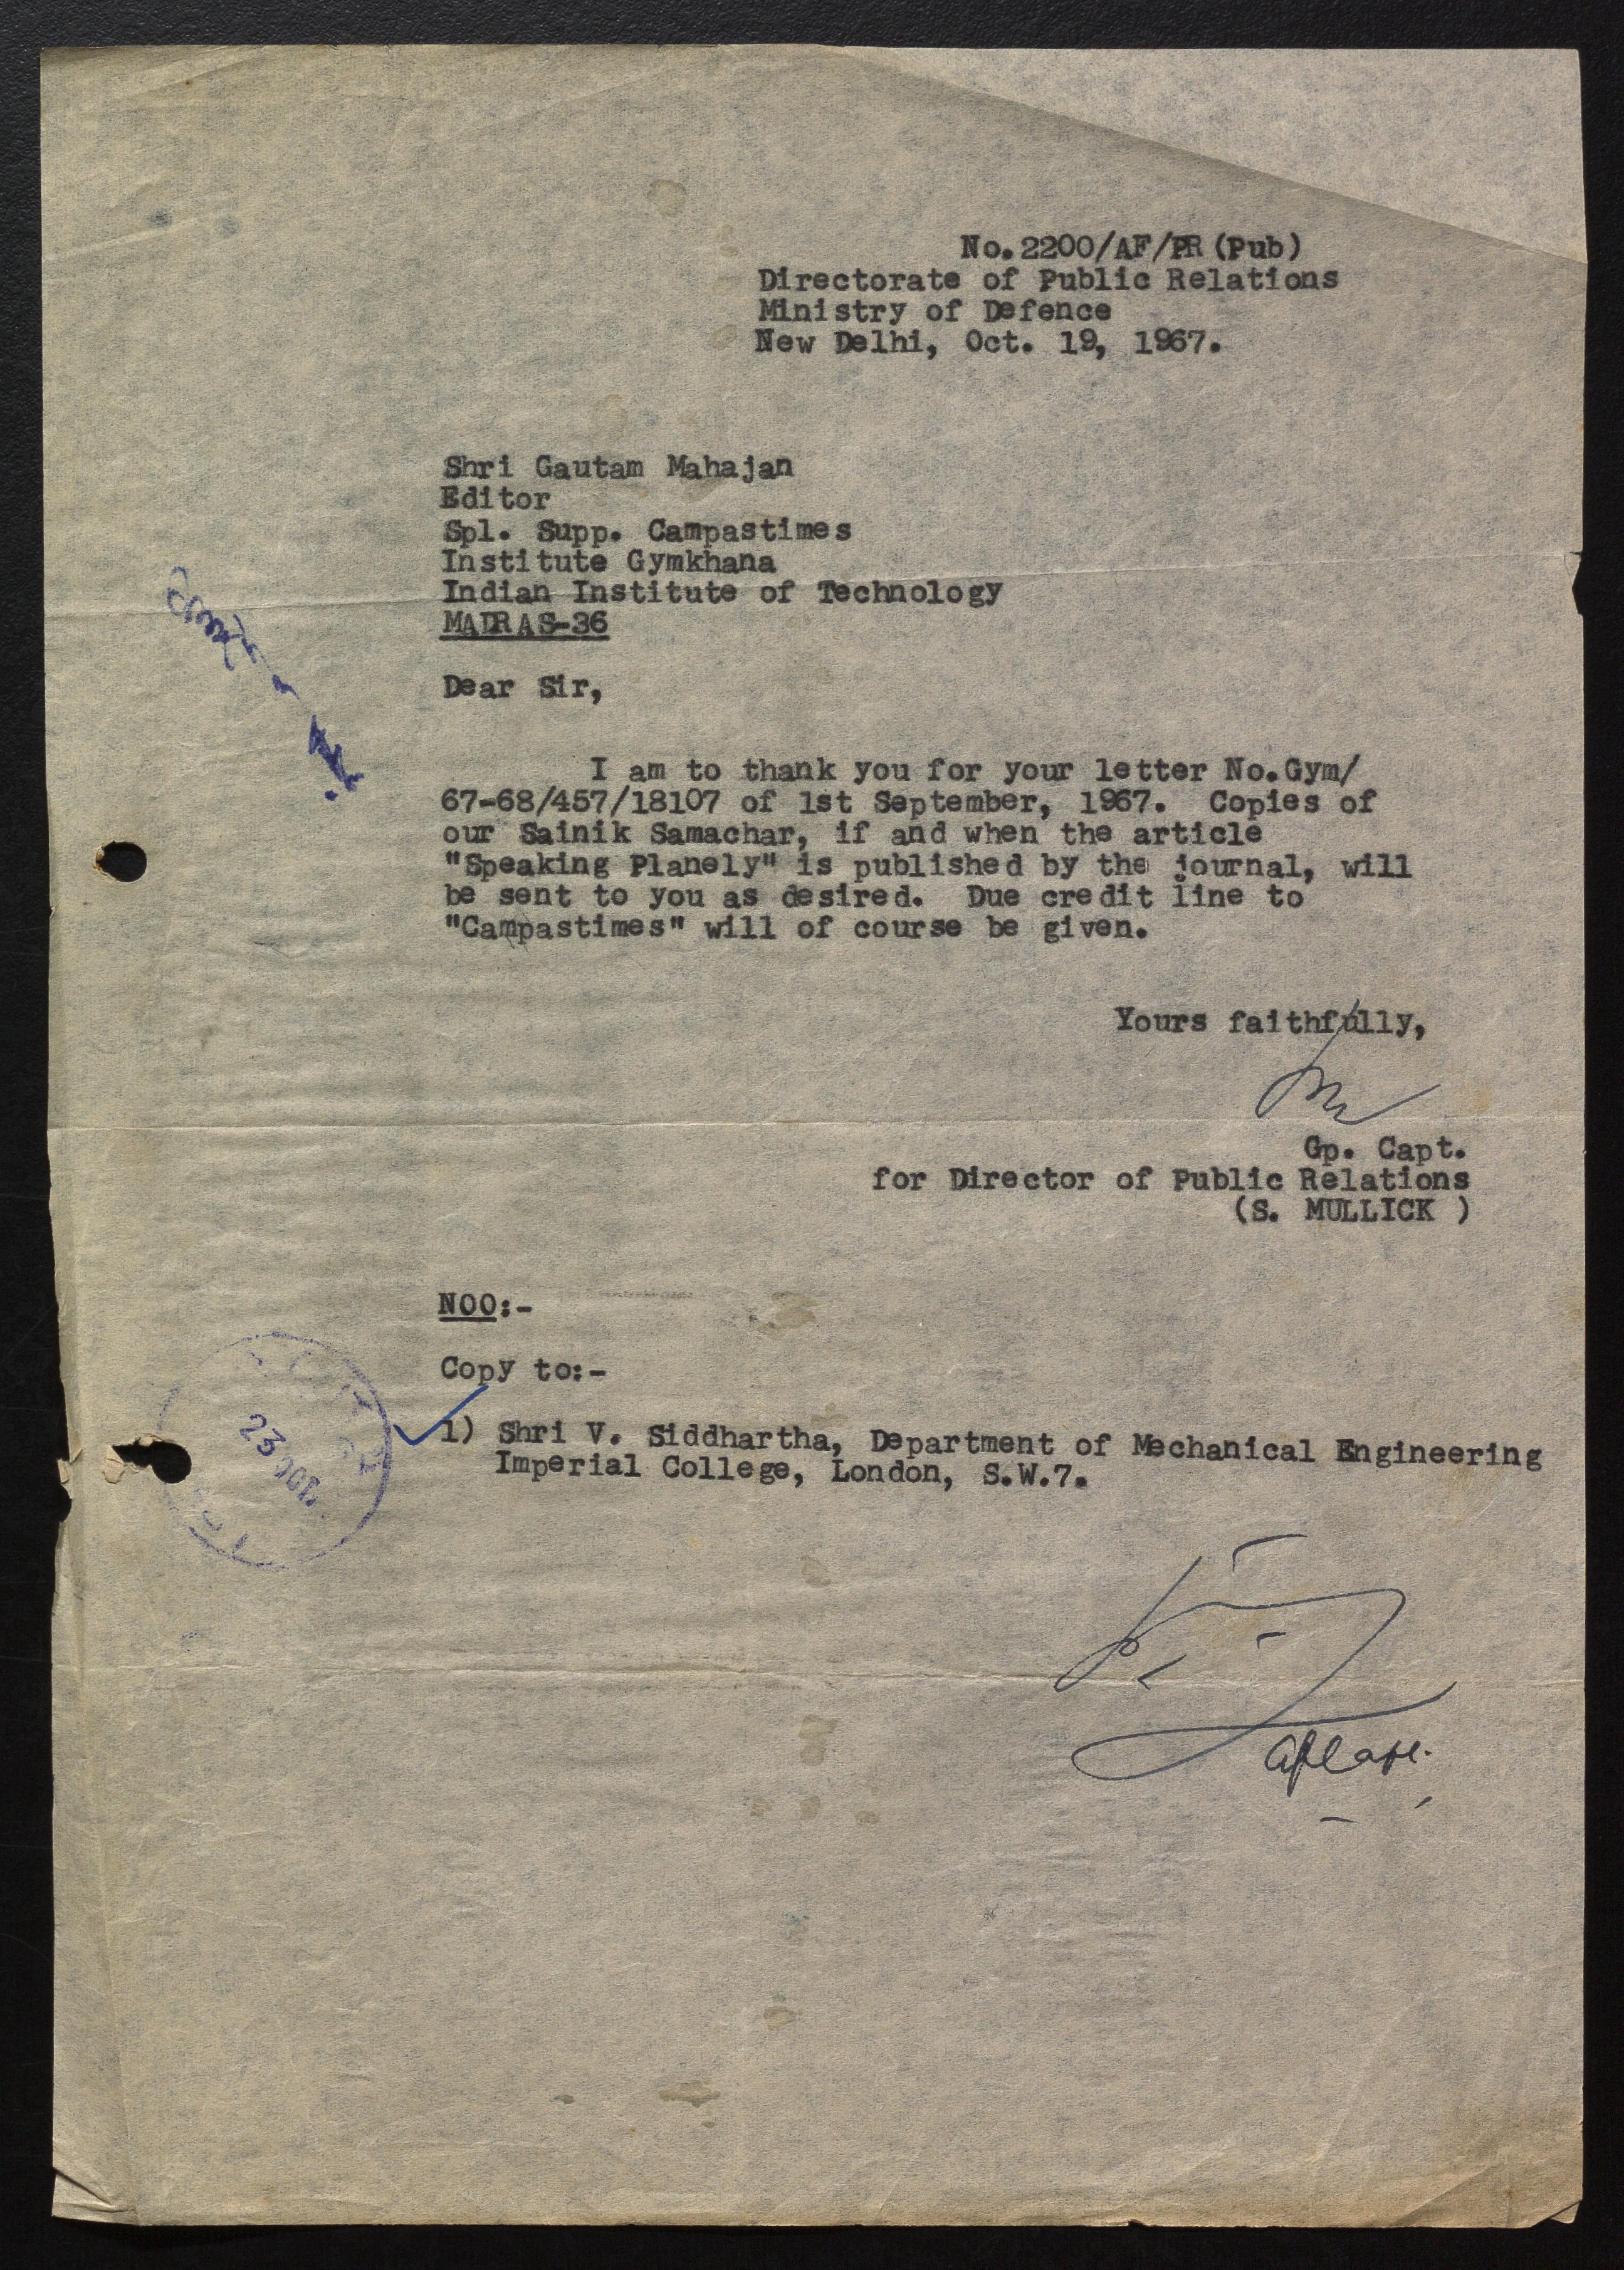 No.2200/AF/PR(Pub)
Directorate of Public Relations
Ministry of Defence
New Delhi, Oct. 19, 1967.
Shri Gautam Mahajan
Editor
Spl. Supp. Campastimes
Institute Gymkhana
Indian Institute of Technology
MADRAS-36
Dear Sir,
I am to thank you for your letter No.Gym/
67-68/457/18107 of 1st September, 1967. Copies of
our Sainik Samachar, if and when the article
"Speaking Planely" is published by the journal, will
be sent to you as desired. Due credit line to
"Campastimes" will of course be given.
Yours faithfully,
Gp. Capt.
for Director of Public Relations
(S. MULLICK )
NOO:-
Copy to:-
1) Shri V. Siddhartha, Department of Mechanical Engineering
Imperial College, London, S.W.7.
23 OCT